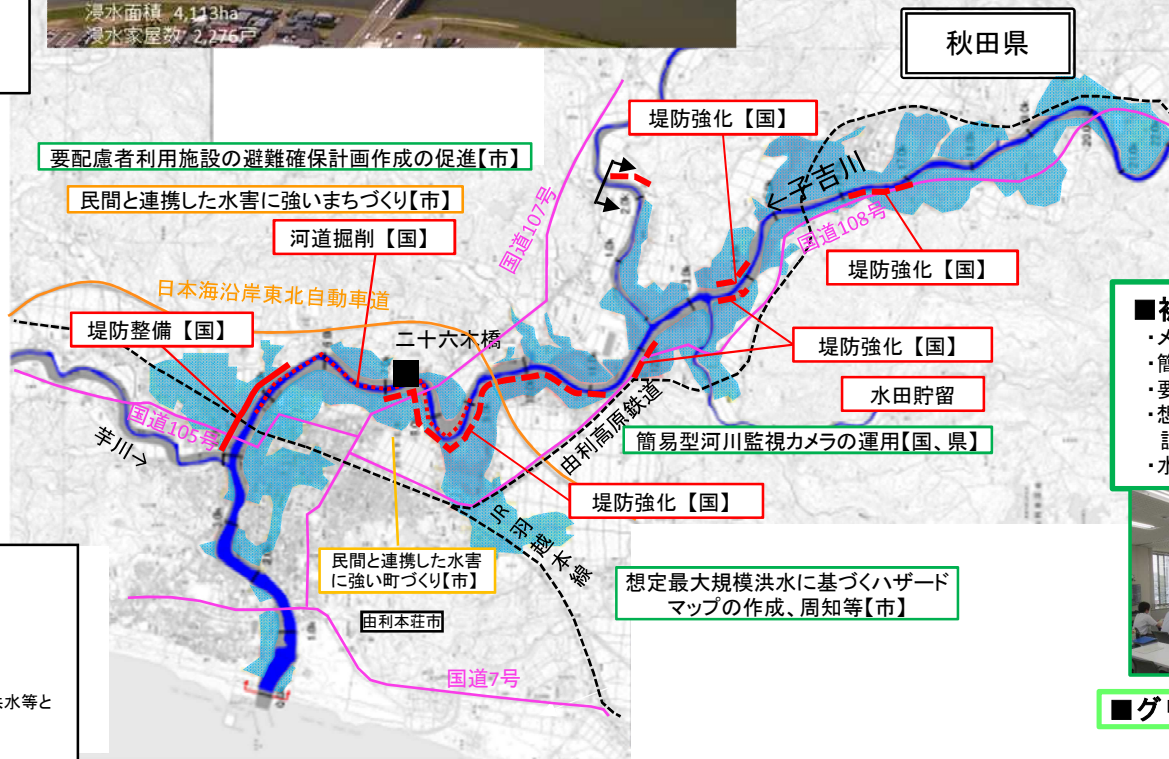 浸水面積 4,113ha
浸水家屋数 2,276戸
秋田県
堤防強化【国】
要配慮者利用施設の避難確保計画作成の促進【市】
民間と連携した水害に強いまちづくり【市】
河道掘削【国】
←子吉川
国道107号
国道108号
堤防強化【国】
日本海沿岸東北自動車道
堤防整備【国】
二十六木橋
堤防強化【国】
水田貯留
国道105号
芋川→
由利高原鉄道
簡易型河川監視カメラの運用【国、県】
堤防強化【国】
JR羽越本線
民間と連携した水害
に強い町づくり【市】
想定最大規模洪水に基づくハザード
マップの作成、周知等【市】
由利本荘市
国道7号
水等と
■
・メ
・簡
・要
・想
・水
■グ